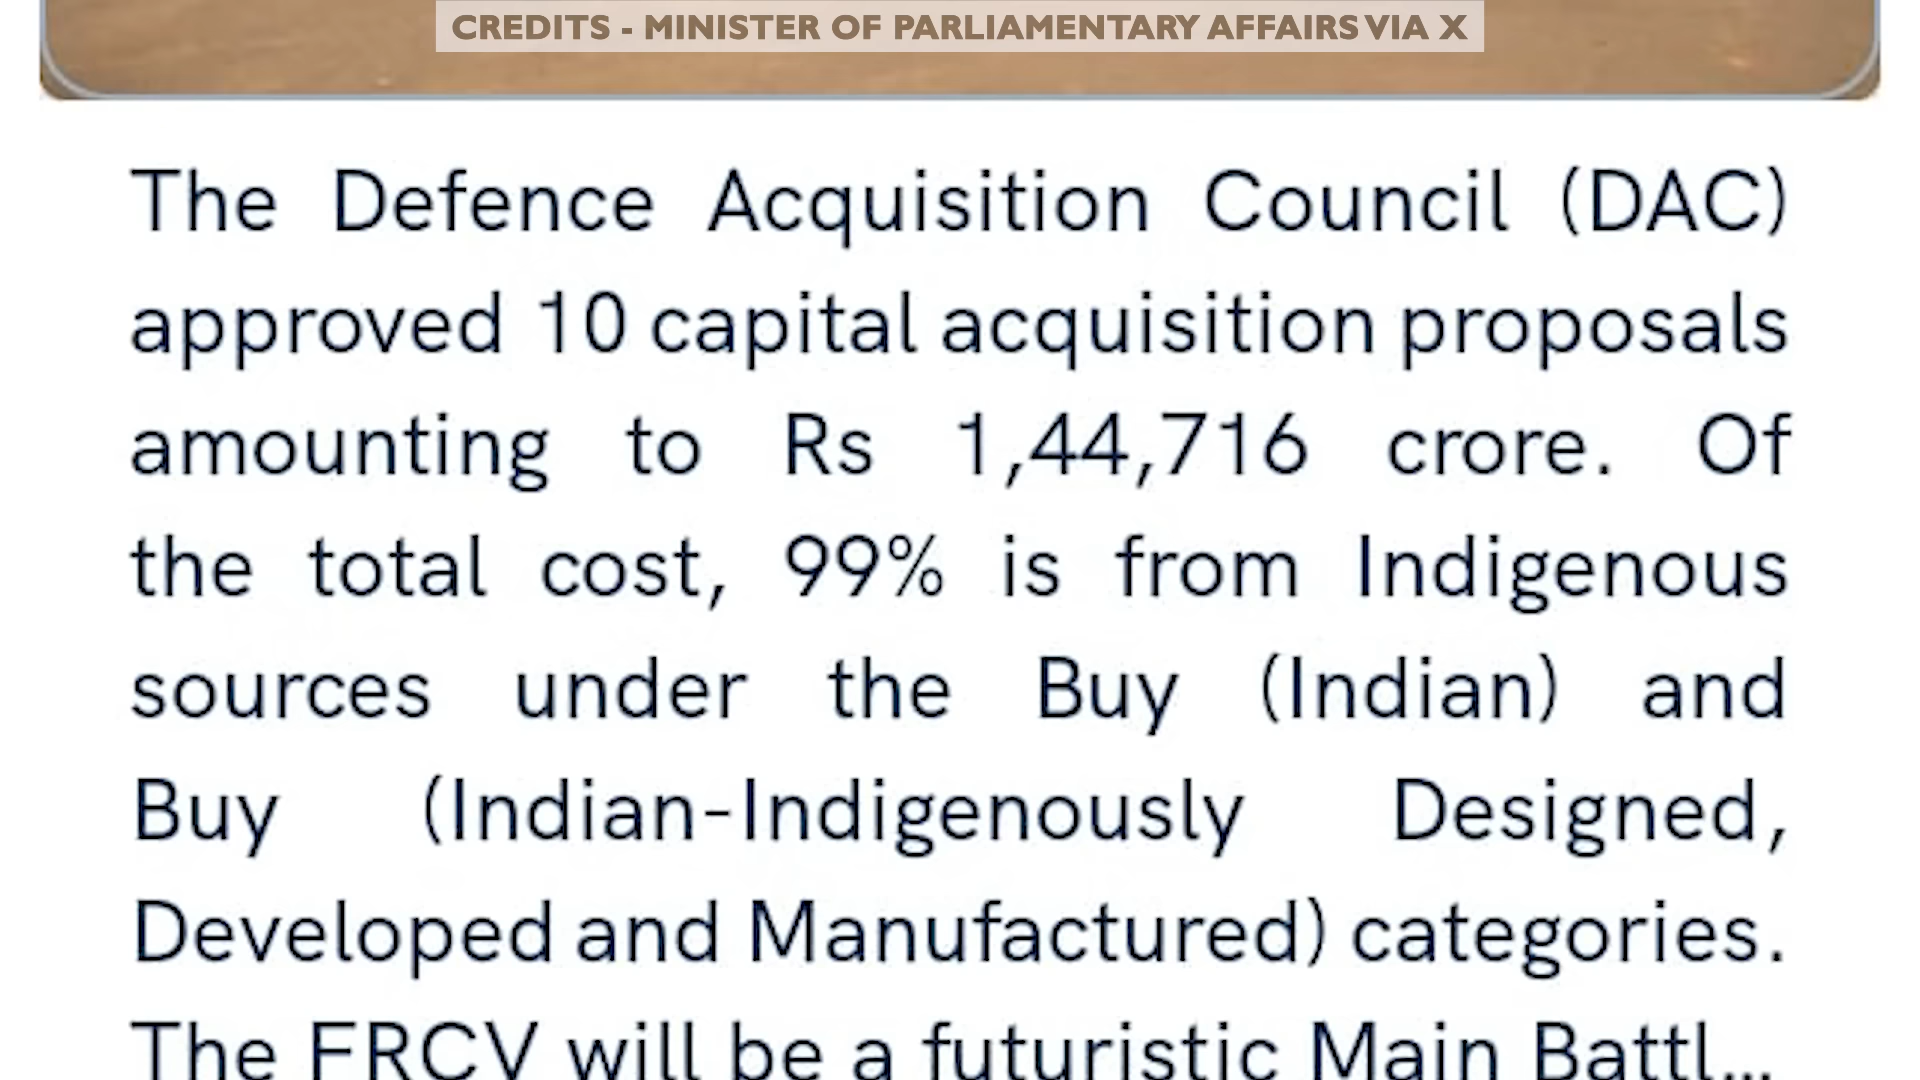 CREDITS - MINISTER OF PARLIAMENTARY AFFAIRS VIA X
The Defence Acquisition Council (DAC)
approved 10 capital acquisition proposals
amounting to Rs 1,44,716 crore. Of
the total cost, 99% is from Indigenous
sources under the Buy (Indian) and
Buy (Indian-Indigenously Designed,
Developed and Manufactured) categories.
The FRCV will be a futuristic Main Battl...